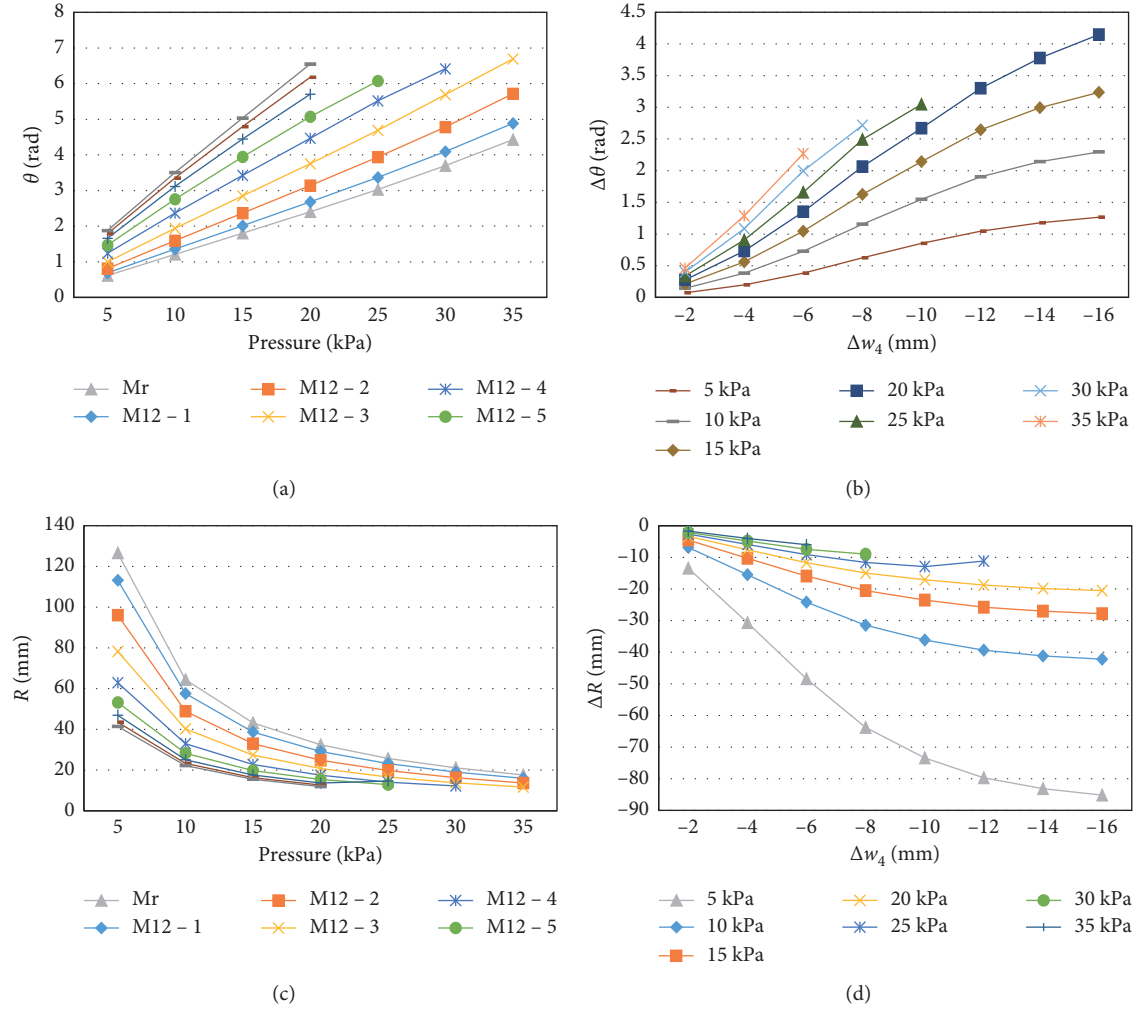 8
7
6
5
4
3
2
1
0
θ (rad)
5 10 15 20 25 30 35
Pressure (kPa)
Mr M12 – 2 M12 – 4
M12 – 1 M12 – 3 M12 – 5
(a)
4.5
4
3.5
3
2.5
2
1.5
1
0.5
0
Δθ (rad)
–2 –4 –6 –8 –10 –12 –14 –16
Δw4 (mm)
5 kPa 20 kPa 30 kPa
10 kPa 25 kPa 35 kPa
15 kPa
(b)
140
120
100
80
60
40
20
0
R (mm)
5 10 15 20 25 30 35
Pressure (kPa)
Mr M12 – 2 M12 – 4
M12 – 1 M12 – 3 M12 – 5
(c)
0
–10
–20
–30
–40
–50
–60
–70
–80
–90
ΔR (mm)
–2 –4 –6 –8 –10 –12 –14 –16
Δw4 (mm)
5 kPa 20 kPa 30 kPa
10 kPa 25 kPa 35 kPa
15 kPa
(d)